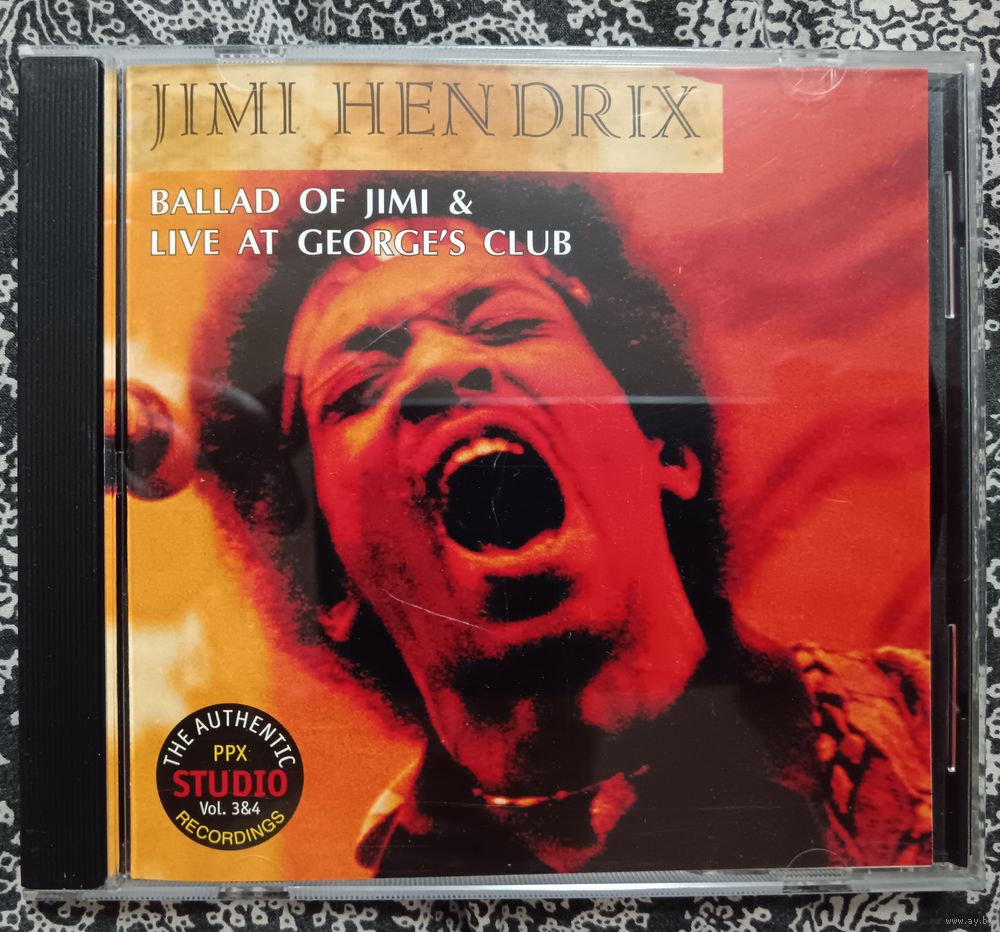 JIMI HENDRIX
BALLAD OF JIMI &
LIVE AT GEORGE'S CLUB
THE AUTHENTIC
PPX
STUDIO
Vol. 3&4
RECORDINGS